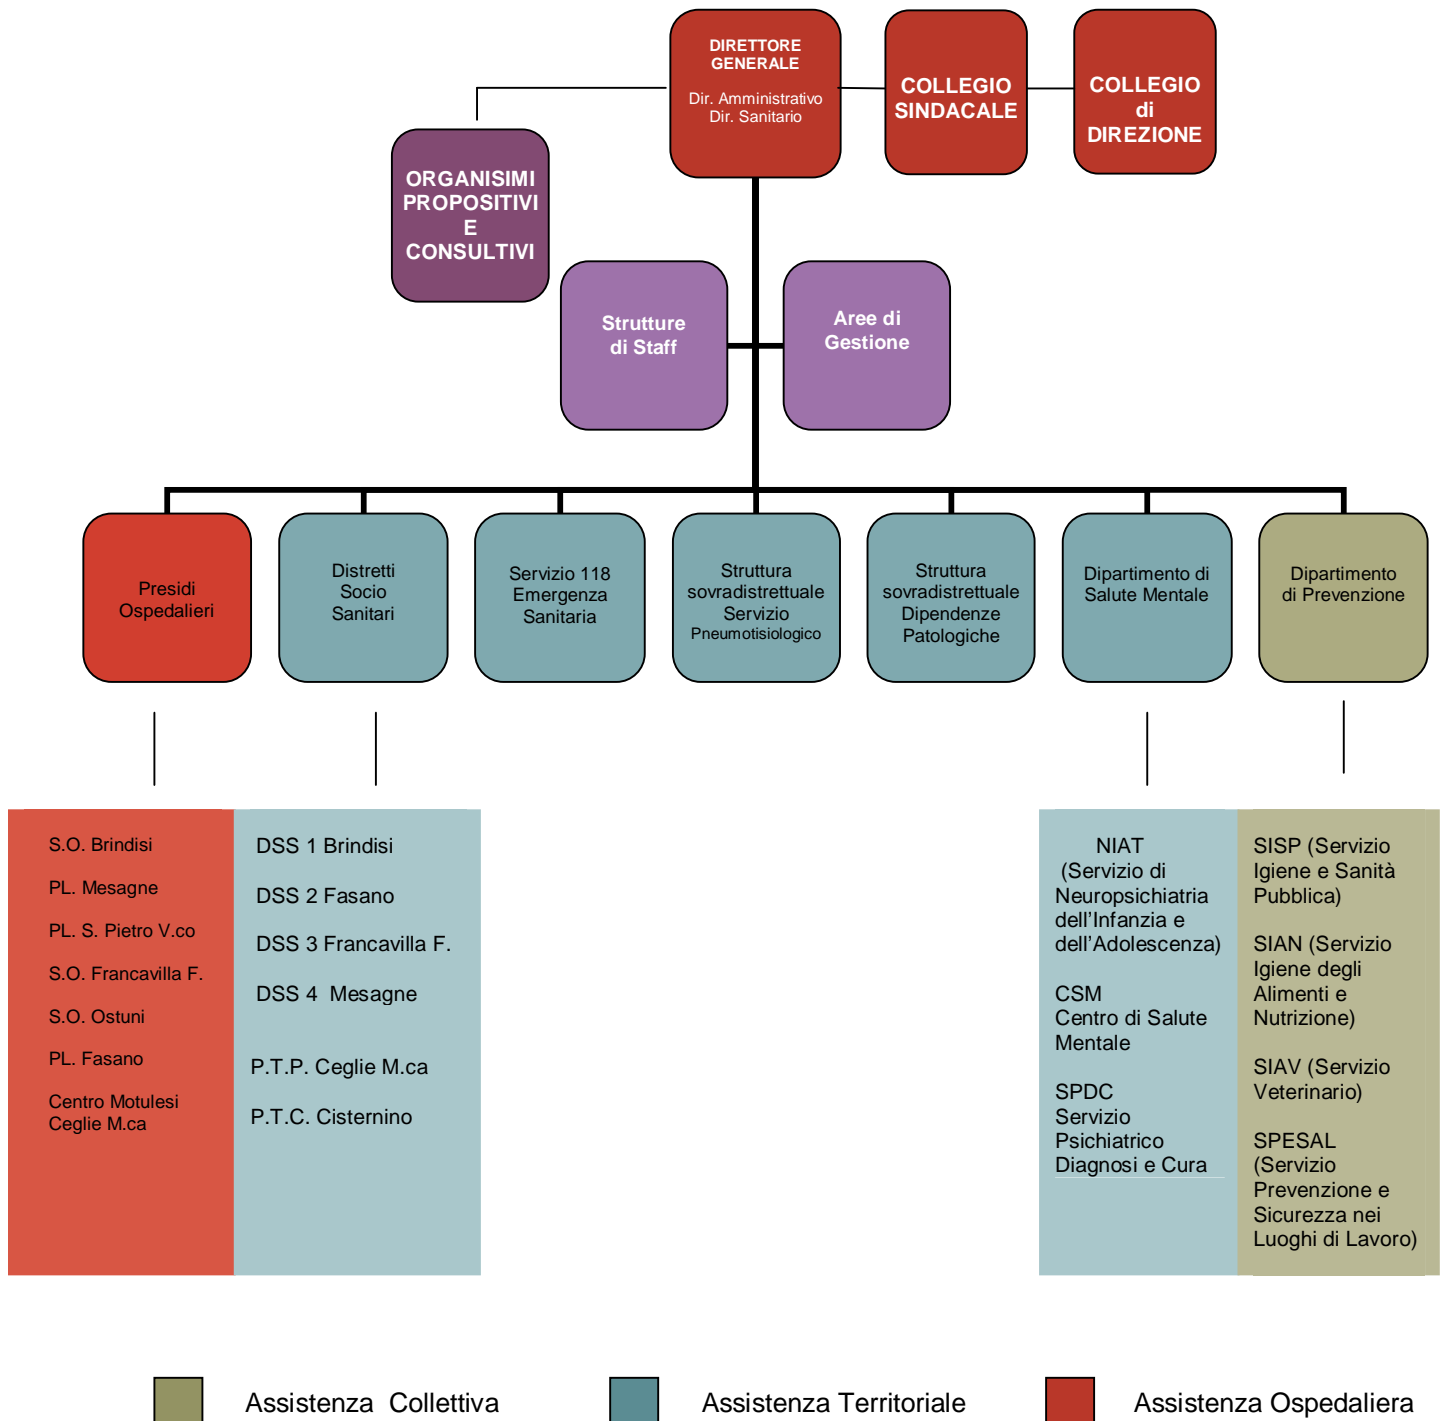 DIRETTORE
GENERALE
Dir. Amministrativo
Dir. Sanitario
COLLEGIO
SINDACALE
COLLEGIO
di
DIREZIONE
ORGANISIMI
PROPOSITIVI
E
CONSULTIVI
Strutture
di Staff
Aree di
Gestione
Presidi
Ospedalieri
Distretti
Socio
Sanitari
Servizio 118
Emergenza
Sanitaria
Struttura
sovradistrettuale
Servizio
Pneumotisiologico
Struttura
sovradistrettuale
Dipendenze
Patologiche
Dipartimento di
Salute Mentale
Dipartimento
di Prevenzione
S.O. Brindisi
PL. Mesagne
PL. S. Pietro V.co
S.O. Francavilla F.
S.O. Ostuni
PL. Fasano
Centro Motulesi
Ceglie M.ca
DSS 1 Brindisi
DSS 2 Fasano
DSS 3 Francavilla F.
DSS 4  Mesagne
P.T.P. Ceglie M.ca
P.T.C. Cisternino
NIAT
(Servizio di
Neuropsichiatria
dell'Infanzia e
dell'Adolescenza)
CSM
Centro di Salute
Mentale
SPDC
Servizio
Psichiatrico
Diagnosi e Cura
SISP (Servizio
Igiene e Sanità
Pubblica)
SIAN (Servizio
Igiene degli
Alimenti e
Nutrizione)
SIAV (Servizio
Veterinario)
SPESAL
(Servizio
Prevenzione e
Sicurezza nei
Luoghi di Lavoro)
Assistenza  Collettiva
Assistenza Territoriale
Assistenza Ospedaliera